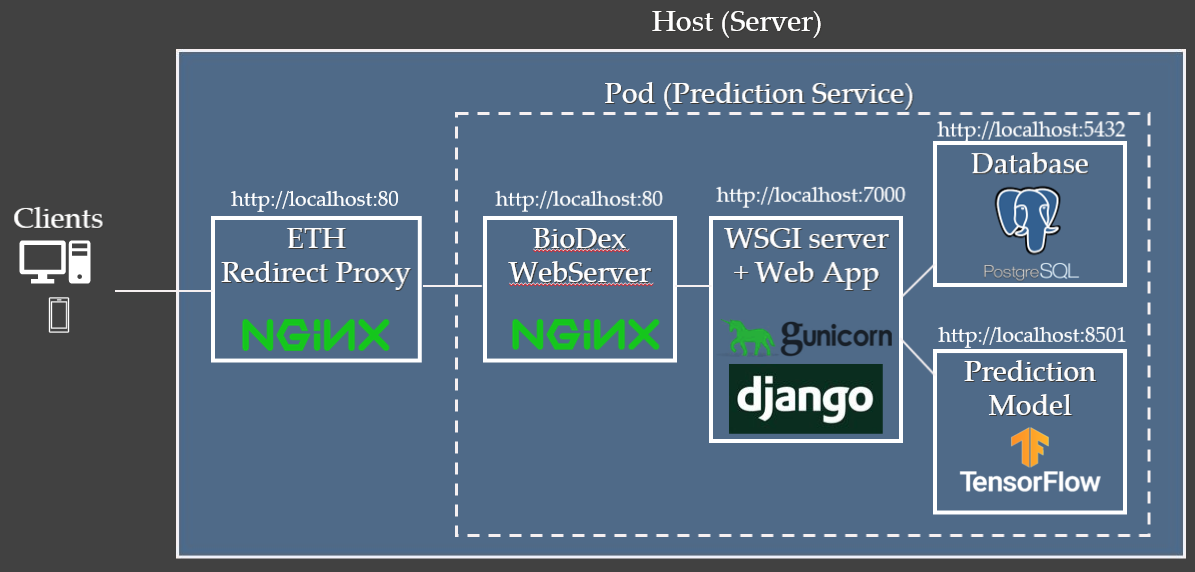 Host (Server)
Pod (Prediction Service)
Clients
http://localhost:80
ETH
Redirect Proxy
NGINX
http://localhost:80
BioDex
WebServer
NGINX
http://localhost:7000
WSGI server
+ Web App
gunicorn
django
http://localhost:5432
Database
PostgreSQL
http://localhost:8501
Prediction
Model
TensorFlow